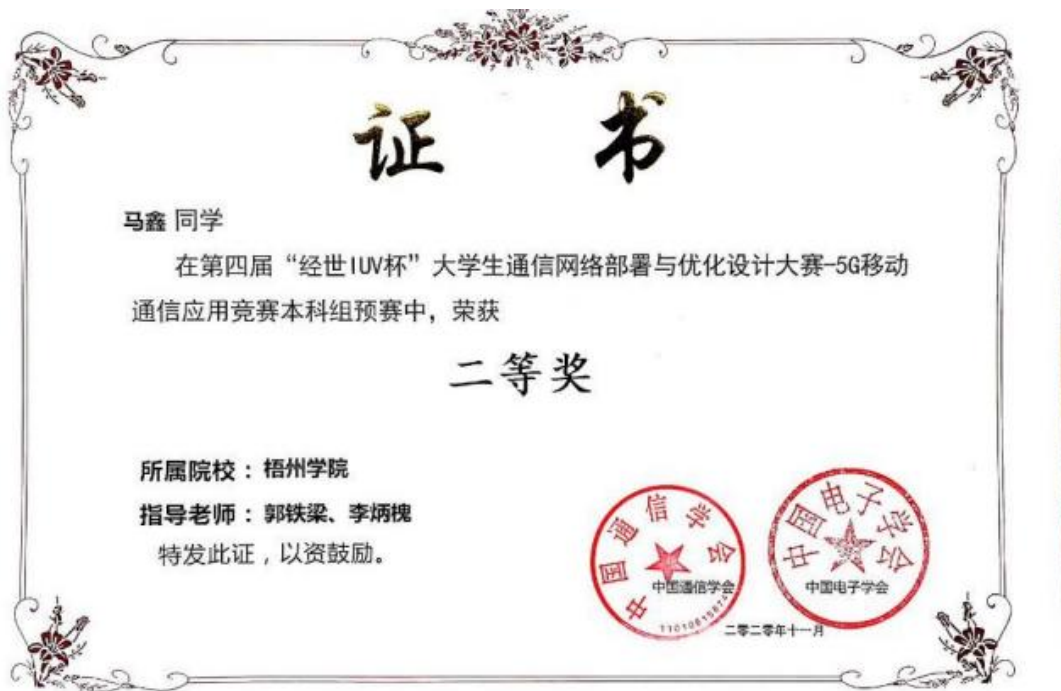 证 书
马鑫 同学
在第四届“经世IUV杯”大学生通信网络部署与优化设计大赛-5G移动
通信应用竞赛本科组预赛中，荣获
二等奖
所属院校：梧州学院
指导老师：郭铁梁、李炳槐
特发此证，以资鼓励。
中国通信学会
中国电子学会
中国通信学会
中国电子学会
二零二零年十一月